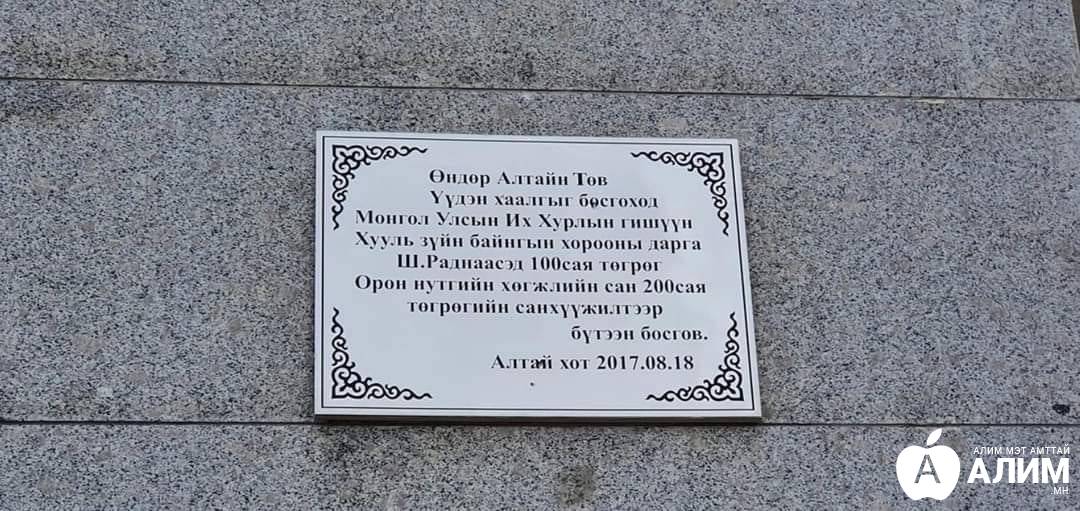 Өндөр Алтайн Төв
Үүдэн хаалгыг босгоход
Монгол Улсын Их Хурлын гишүүн
Хууль зүйн байнгын хорооны дарга
Ш.Раднаасэд 100сая төгрөг
Орон нутгийн хөгжлийн сан 200сая
төгрөгийн санхүүжилтээр
бүтээн босгов.
Алтай хот 2017.08.18
АЛИМ МЭТ АМТТАЙ
АЛИМ
.МН